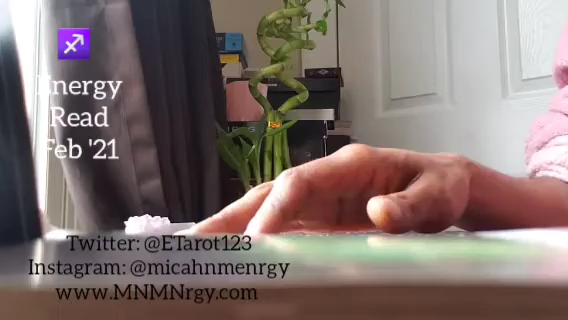 ♐
Energy
Read
Feb '21
Twitter: @ETarot123
Instagram: @micahnmenrgy
www.MNMNrgy.com